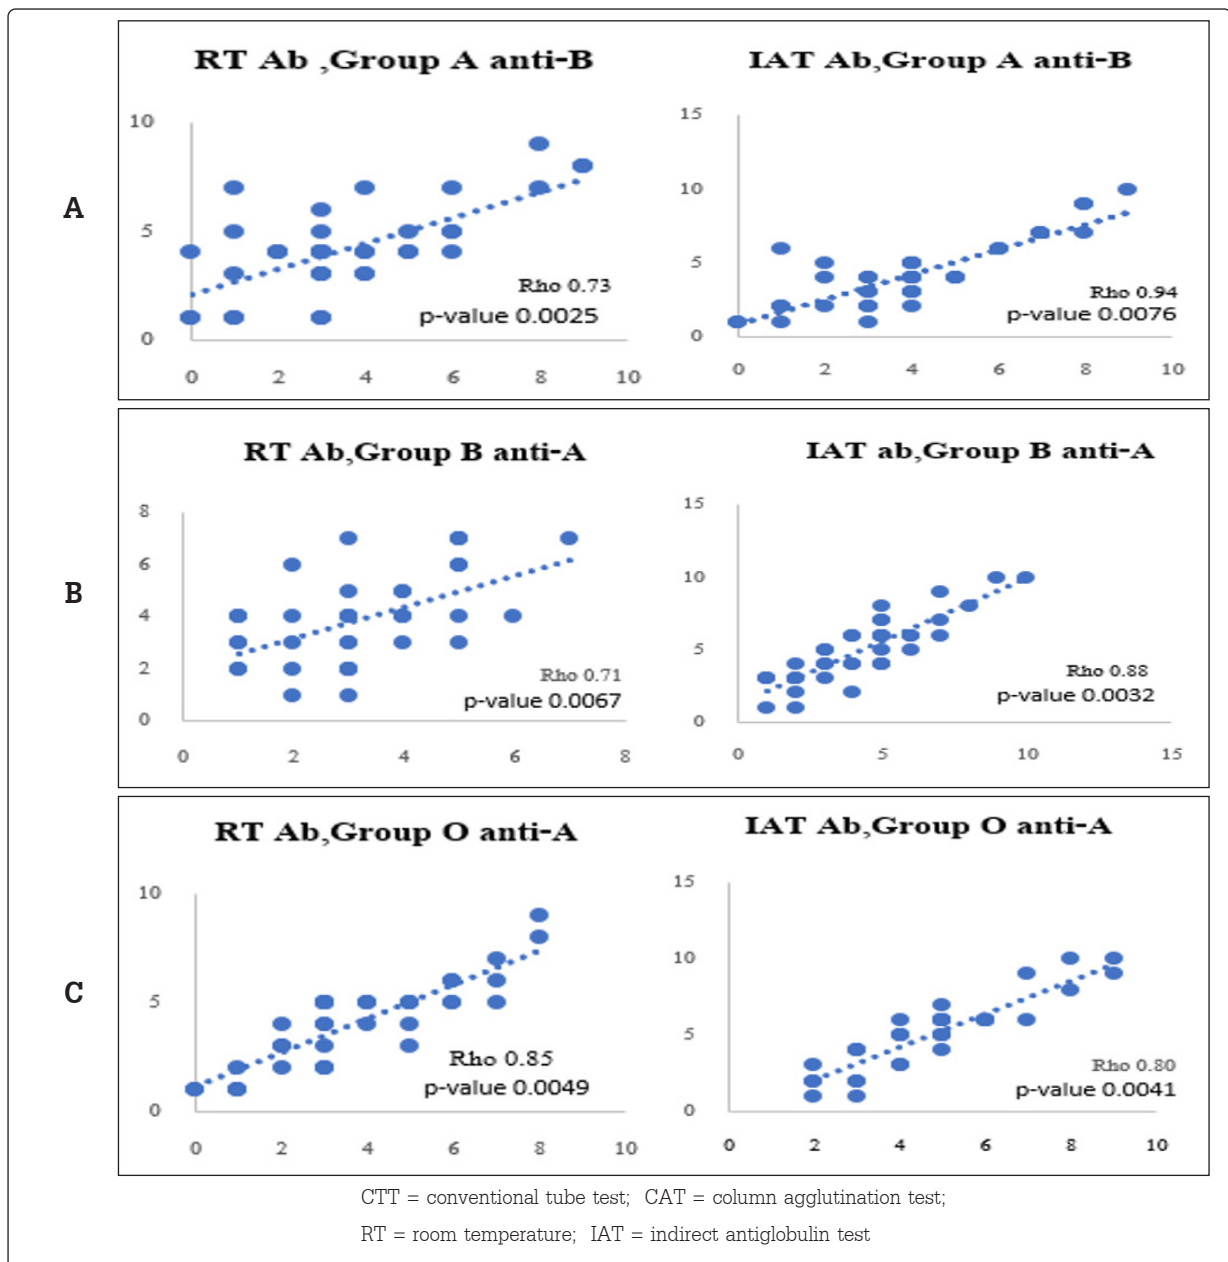 A
RT Ab ,Group A anti-B
10
5
0
0 2 4 6 8 10
Rho 0.73
p-value 0.0025
IAT Ab,Group A anti-B
15
10
5
0
0 2 4 6 8 10
Rho 0.94
p-value 0.0076
B
RT Ab,Group B anti-A
8
6
4
2
0
0 2 4 6 8
Rho 0.71
p-value 0.0067
IAT ab,Group B anti-A
15
10
5
0
0 5 10 15
Rho 0.88
p-value 0.0032
C
RT Ab,Group O anti-A
10
5
0
0 2 4 6 8 10
Rho 0.85
p-value 0.0049
IAT Ab,Group O anti-A
15
10
5
0
0 2 4 6 8 10
Rho 0.80
p-value 0.0041
CTT = conventional tube test; CAT = column agglutination test;
RT = room temperature; IAT = indirect antiglobulin test